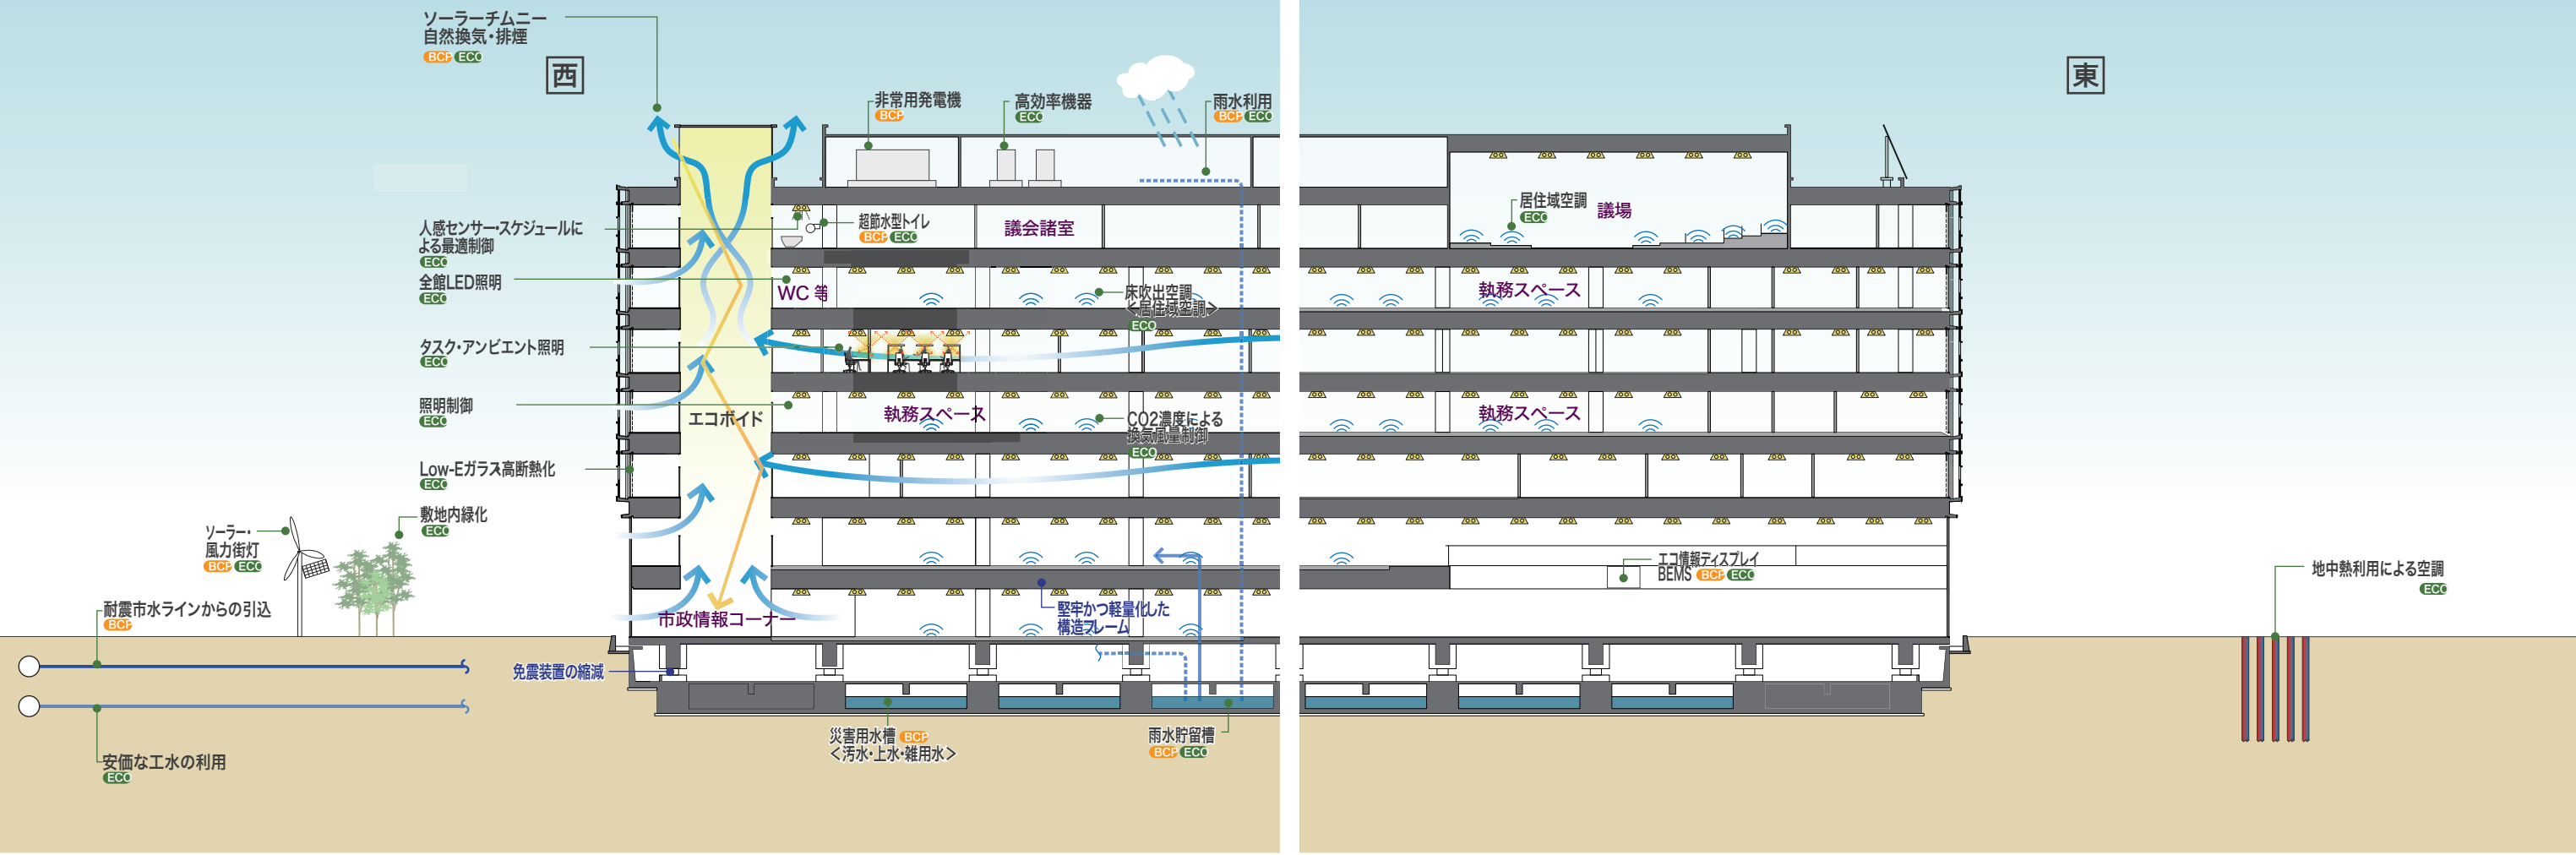 ソーラーチムニー
自然換気・排煙
BCP ECO
西
東
非常用発電機
BCP
高効率機器
ECO
雨水利用
BCP ECO
人感センサー・スケジュールに
よる最適制御
ECO
超節水型トイレ
BCP ECO
議会諸室
居住域空調
ECO
議場
全館LED照明
ECO
WC 等
床吹出空調
＜居住域空調＞
ECO
執務スペース
タスク・アンビエント照明
ECO
照明制御
ECO
エコボイド
執務スペース
CO2濃度による
換気風量制御
ECO
執務スペース
Low-Eガラス高断熱化
ECO
敷地内緑化
ECO
ソーラー・
風力街灯
BCP ECO
エコ情報ディスプレイ
BEMS BCP ECO
地中熱利用による空調
ECO
耐震市水ラインからの引込
BCP
市政情報コーナー
堅牢かつ軽量化した
構造フレーム
免震装置の縮減
災害用水槽 BCP
＜汚水・上水・雑用水＞
雨水貯留槽
BCP ECO
安価な工水の利用
ECO